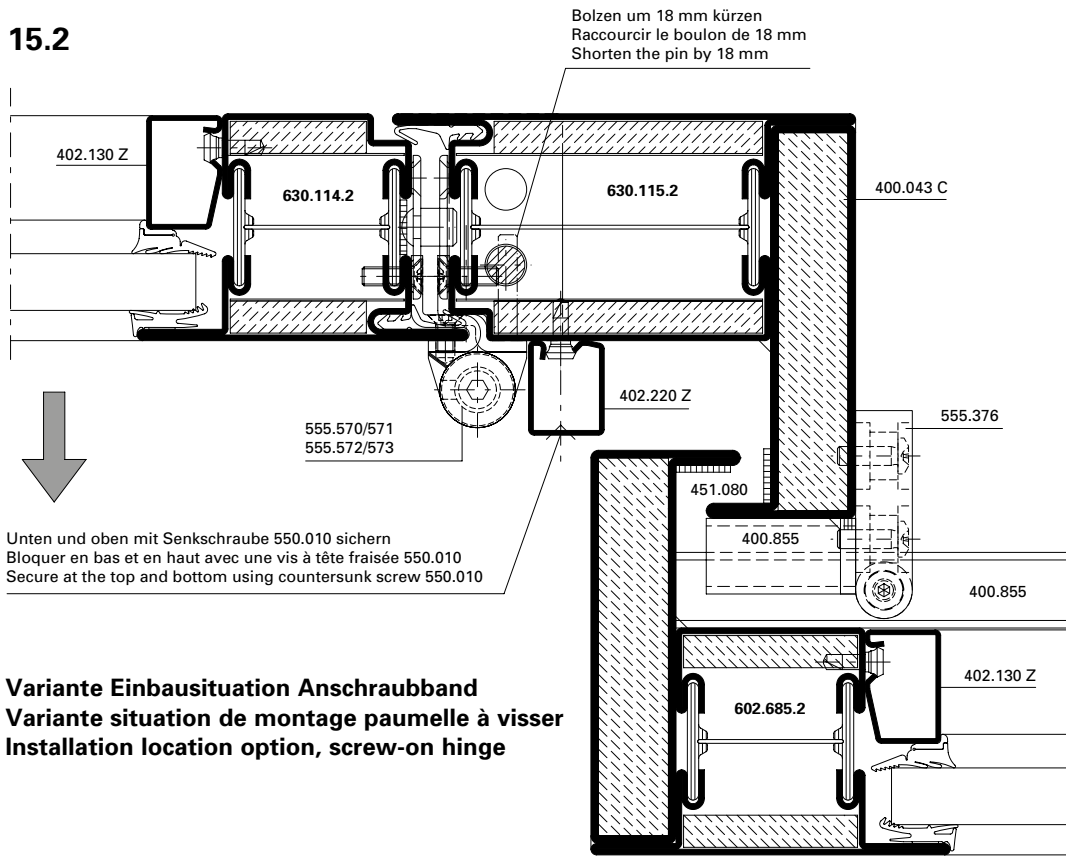 15.2
Bolzen um 18 mm kürzen
Raccourcir le boulon de 18 mm
Shorten the pin by 18 mm
402.130 Z
630.114.2
630.115.2
400.043 C
402.220 Z
555.376
555.570/571
555.572/573
451.080
400.855
400.855
Unten und oben mit Senkschraube 550.010 sichern
Bloquer en bas et en haut avec une vis à tête fraisée 550.010
Secure at the top and bottom using countersunk screw 550.010
402.130 Z
602.685.2
Variante Einbausituation Anschraubband
Variante situation de montage paumelle à visser
Installation location option, screw-on hinge